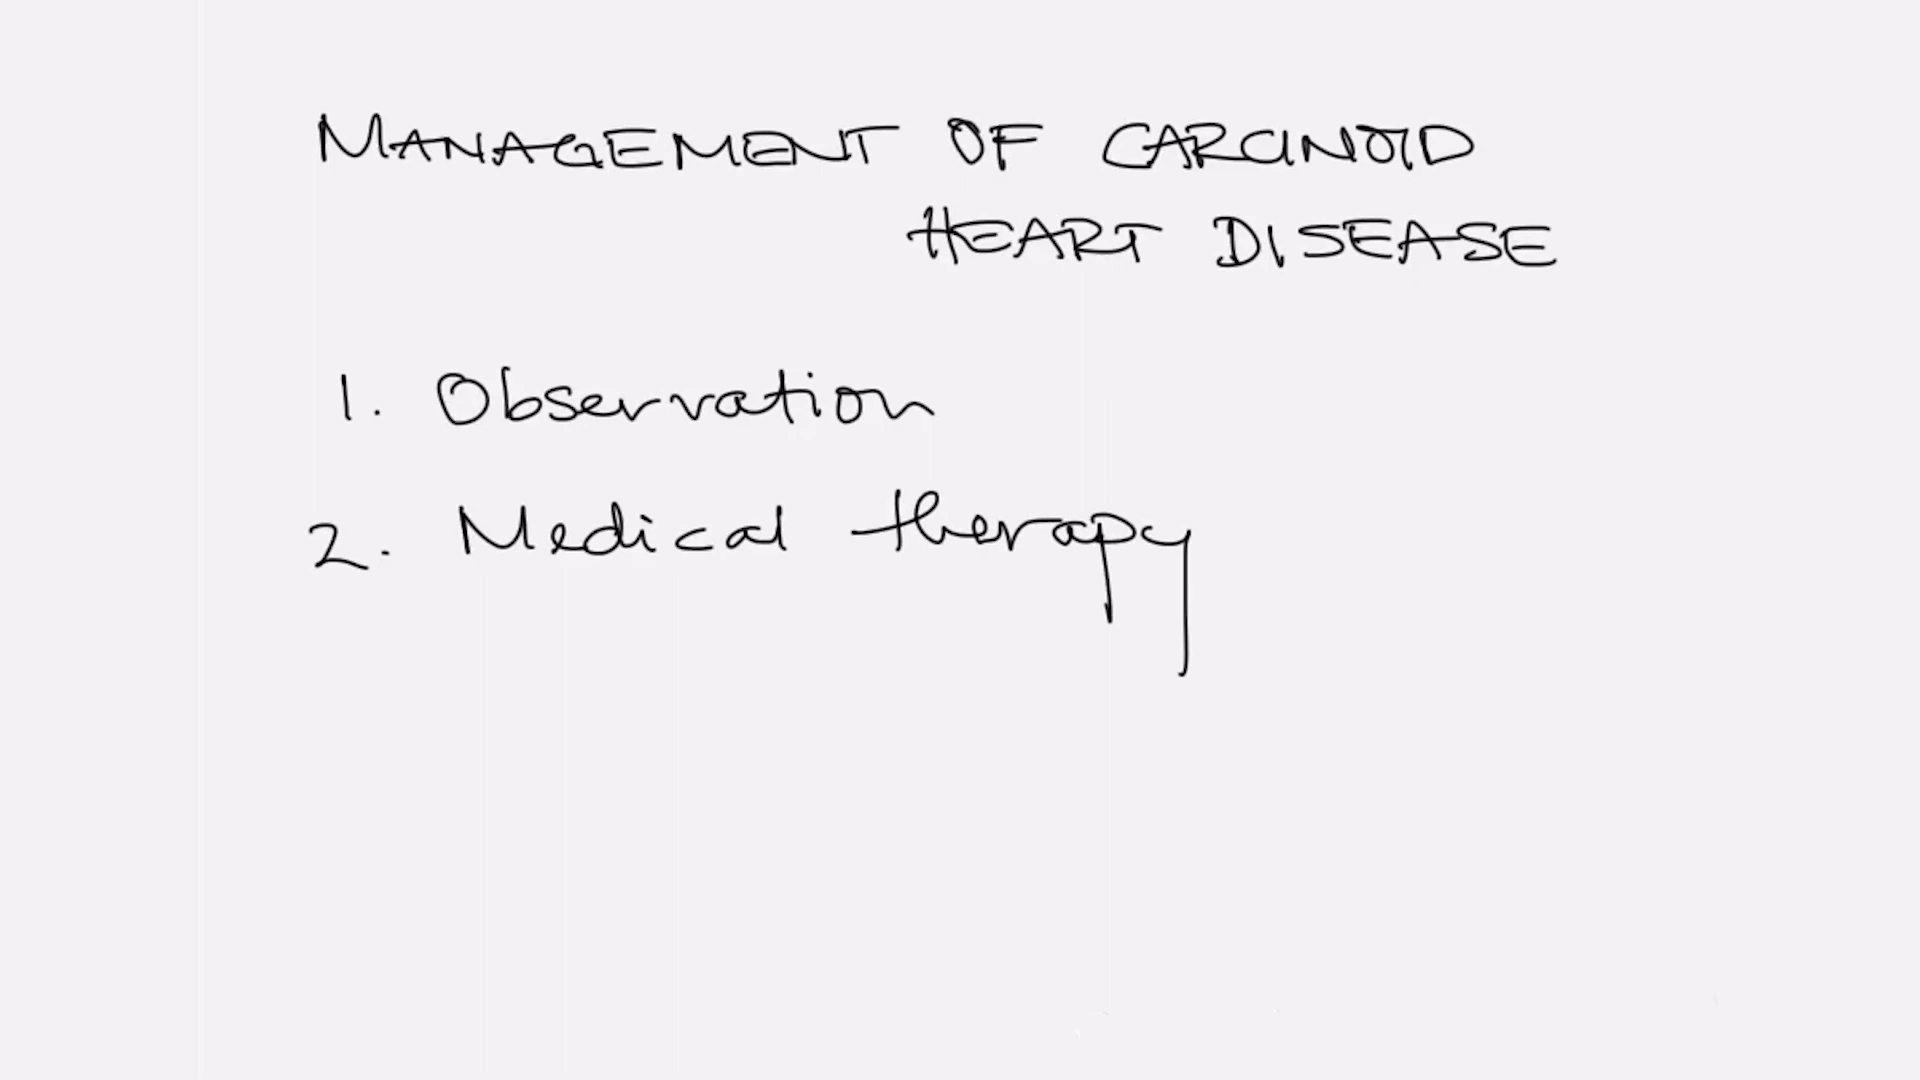 MANAGEMENT OF CARCINOID
HEART DISEASE
1. Observation
2. Medical therapy